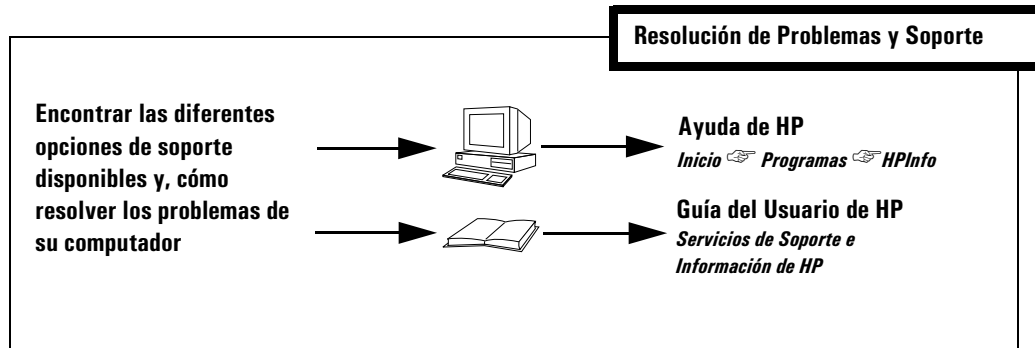 Resolución de Problemas y Soporte
Encontrar las diferentes
opciones de soporte
disponibles y, cómo
resolver los problemas de
su computador
Ayuda de HP
Inicio ☞ Programas ☞ HPInfo
Guía del Usuario de HP
Servicios de Soporte e
Información de HP